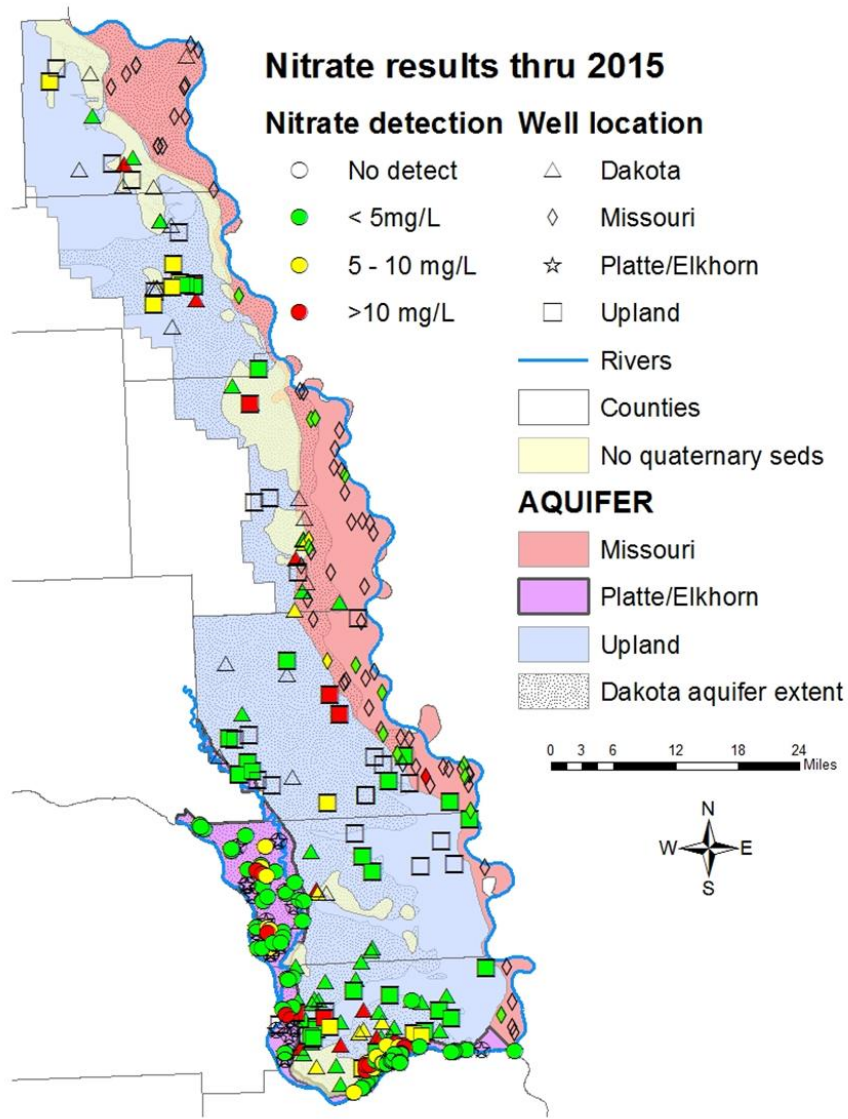 Nitrate results thru 2015
Nitrate detection Well location
No detect Dakota
< 5mg/L Missouri
5 - 10 mg/L Platte/Elkhorn
>10 mg/L Upland
Rivers
Counties
No quaternary seds
AQUIFER
Missouri
Platte/Elkhorn
Upland
Dakota aquifer extent
0 3 6 12 18 24
Miles
N
W E
S